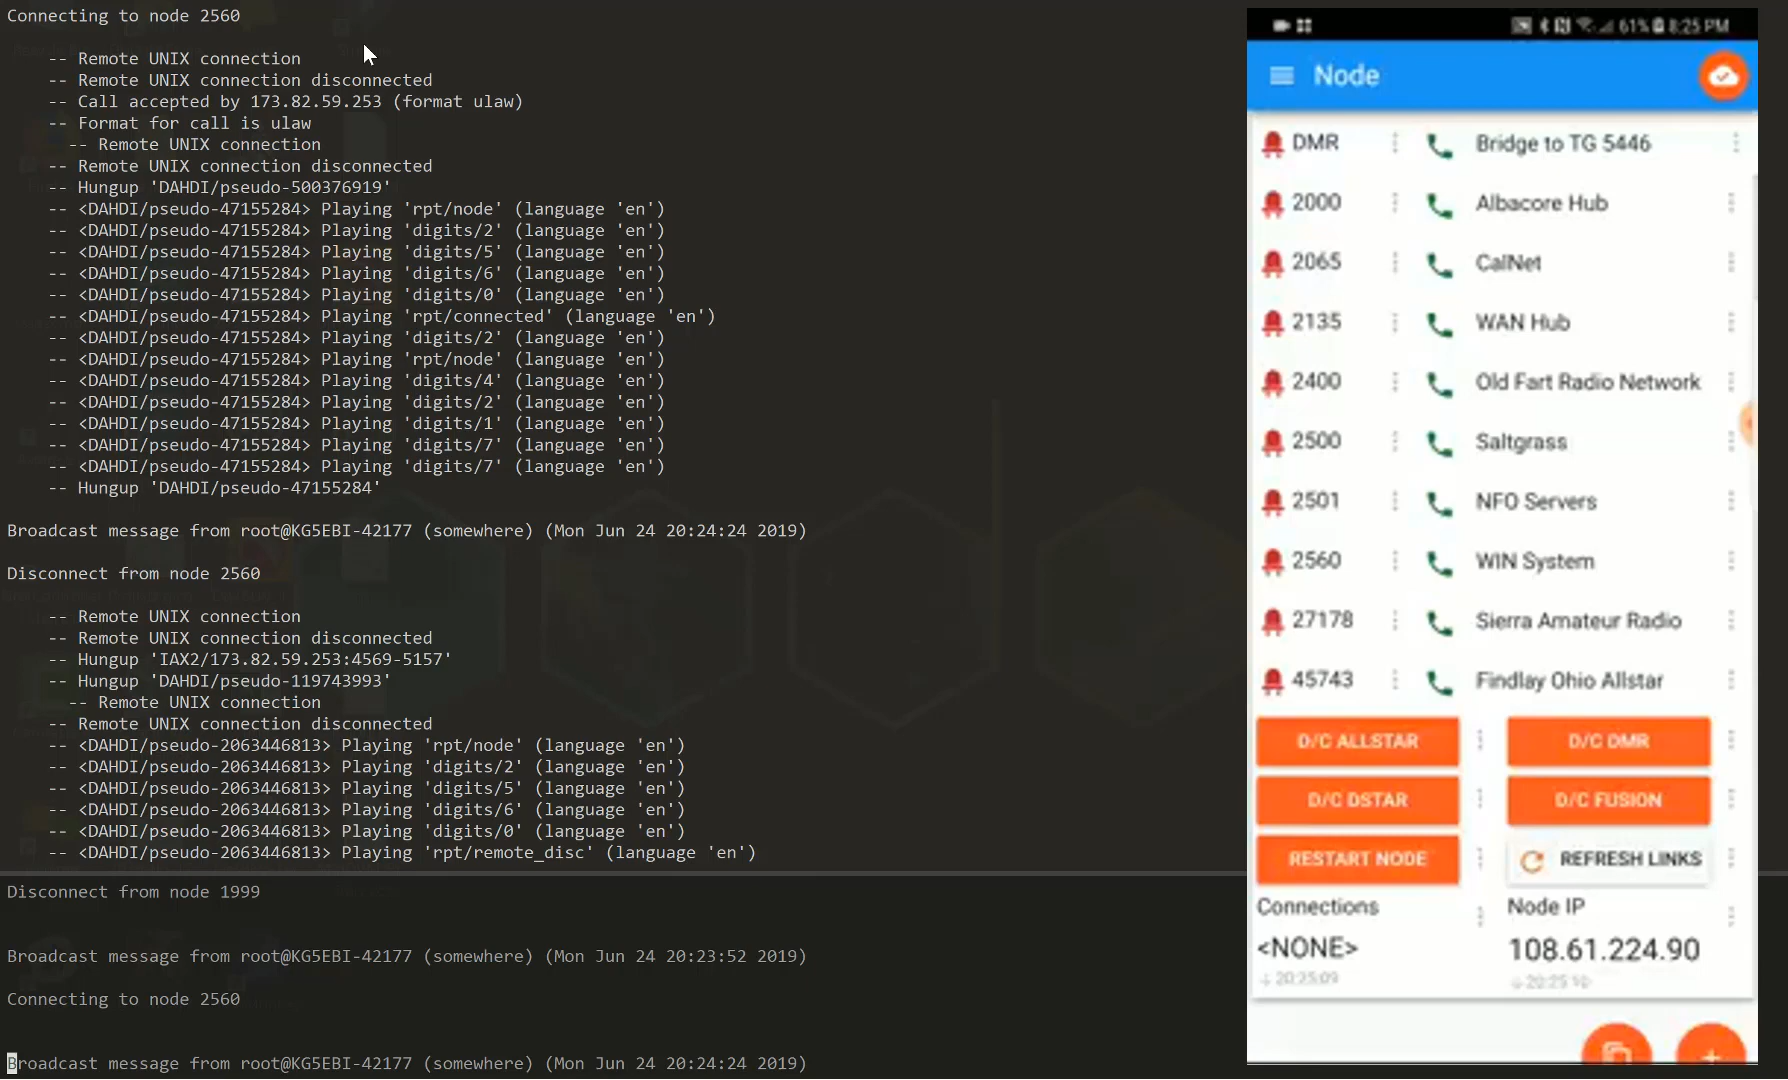 Connecting to node 2560
-- Remote UNIX connection
-- Remote UNIX connection disconnected
-- Call accepted by 173.82.59.253 (format ulaw)
-- Format for call is ulaw
-- Remote UNIX connection
-- Remote UNIX connection disconnected
-- Hungup 'DAHDI/pseudo-500376919'
-- <DAHDI/pseudo-47155284> Playing 'rpt/node' (language 'en')
-- <DAHDI/pseudo-47155284> Playing 'digits/2' (language 'en')
-- <DAHDI/pseudo-47155284> Playing 'digits/5' (language 'en')
-- <DAHDI/pseudo-47155284> Playing 'digits/6' (language 'en')
-- <DAHDI/pseudo-47155284> Playing 'digits/0' (language 'en')
-- <DAHDI/pseudo-47155284> Playing 'rpt/connected' (language 'en')
-- <DAHDI/pseudo-47155284> Playing 'digits/2' (language 'en')
-- <DAHDI/pseudo-47155284> Playing 'rpt/node' (language 'en')
-- <DAHDI/pseudo-47155284> Playing 'digits/4' (language 'en')
-- <DAHDI/pseudo-47155284> Playing 'digits/2' (language 'en')
-- <DAHDI/pseudo-47155284> Playing 'digits/1' (language 'en')
-- <DAHDI/pseudo-47155284> Playing 'digits/7' (language 'en')
-- <DAHDI/pseudo-47155284> Playing 'digits/7' (language 'en')
-- Hungup 'DAHDI/pseudo-47155284'
Broadcast message from root@KG5EBI-42177 (somewhere) (Mon Jun 24 20:24:24 2019)
Disconnect from node 2560
-- Remote UNIX connection
-- Remote UNIX connection disconnected
-- Hungup 'IAX2/173.82.59.253:4569-5157'
-- Hungup 'DAHDI/pseudo-119743993'
-- Remote UNIX connection
-- Remote UNIX connection disconnected
-- <DAHDI/pseudo-2063446813> Playing 'rpt/node' (language 'en')
-- <DAHDI/pseudo-2063446813> Playing 'digits/2' (language 'en')
-- <DAHDI/pseudo-2063446813> Playing 'digits/5' (language 'en')
-- <DAHDI/pseudo-2063446813> Playing 'digits/6' (language 'en')
-- <DAHDI/pseudo-2063446813> Playing 'digits/0' (language 'en')
-- <DAHDI/pseudo-2063446813> Playing 'rpt/remote_disc' (language 'en')
Disconnect from node 1999
Broadcast message from root@KG5EBI-42177 (somewhere) (Mon Jun 24 20:23:52 2019)
Connecting to node 2560
Broadcast message from root@KG5EBI-42177 (somewhere) (Mon Jun 24 20:24:24 2019)
61% 8:25 PM
Node
DMR Bridge to TG 5446
2000 Albacore Hub
2065 CalNet
2135 WAN Hub
2400 Old Fart Radio Network
2500 Saltgrass
2501 NFO Servers
2560 WIN System
27178 Sierra Amateur Radio
45743 Findlay Ohio Allstar
D/C ALLSTAR D/C DMR
D/C DSTAR D/C FUSION
RESTART NODE REFRESH LINKS
Connections Node IP
<NONE> 108.61.224.90
20:25:09 20:25:10